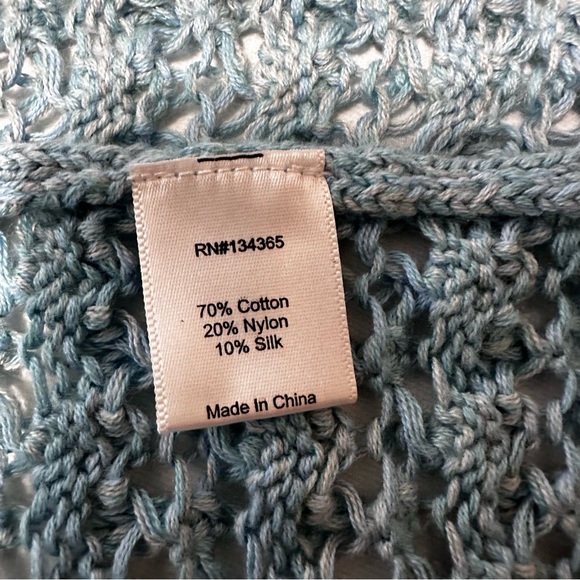 RN#134365
70% Cotton
20% Nylon
10% Silk
Made In China